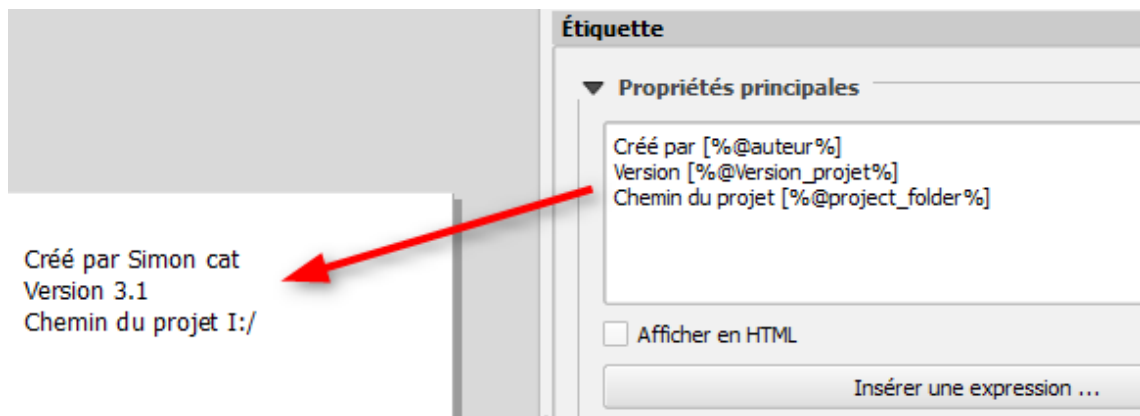 Étiquette
Propriétés principales
Créé par [%@auteur%]
Version [%@Version_projet%]
Chemin du projet [%@project_folder%]
Créé par Simon cat
Version 3.1
Chemin du projet I:/
Afficher en HTML
Insérer une expression ...